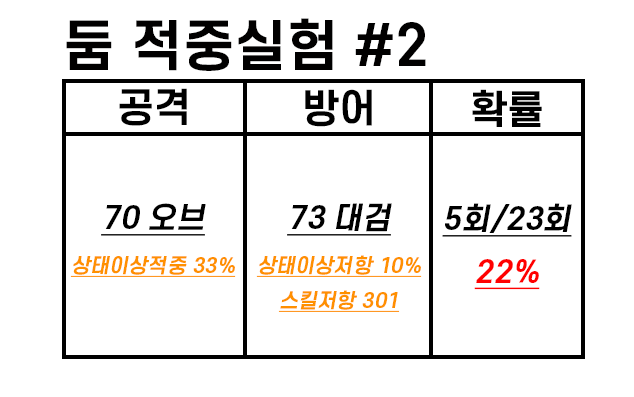 둠 적중실험 #2
공격 방어 확률
70 오브 73 대검 5회/23회
상태이상적중 33% 상태이상저항 10% 22%
스킬저항 301